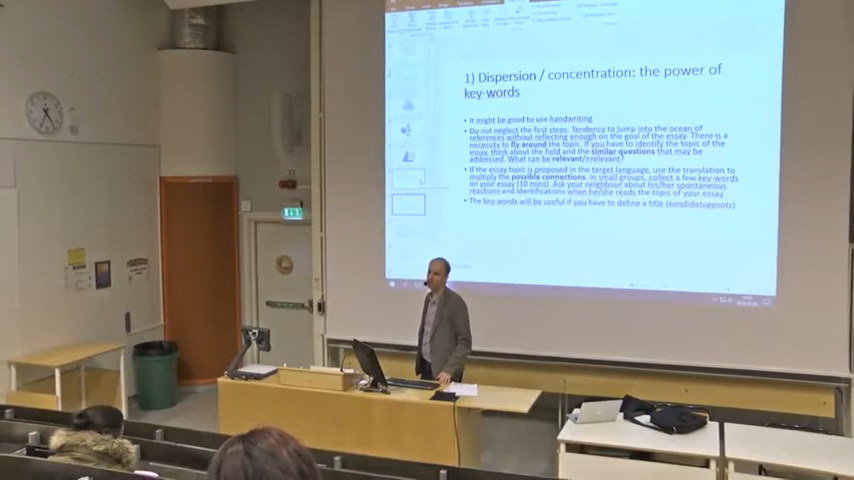 1) Dispersion / concentration: the power of
key-words
• It might be good to use handwriting
• Do not neglect the first steps. Tendency to jump into the ocean of
references without reflecting enough on the goal of the essay. There is a
necessity to fly around the topic. If you have to identify the topic of the
essay, think about the field and the similar questions that may be
addressed. What can be relevant/irrelevant?
• If the essay topic is proposed in the target language, use the translation to
multiply the possible connections. In small groups, collect a few key-words
on your essay (10 mins). Ask your neighbour about his/her spontaneous
reactions and identifications when he/she reads the topic of your essay
• The key-words will be useful if you have to define a title (kandidatuppsats)